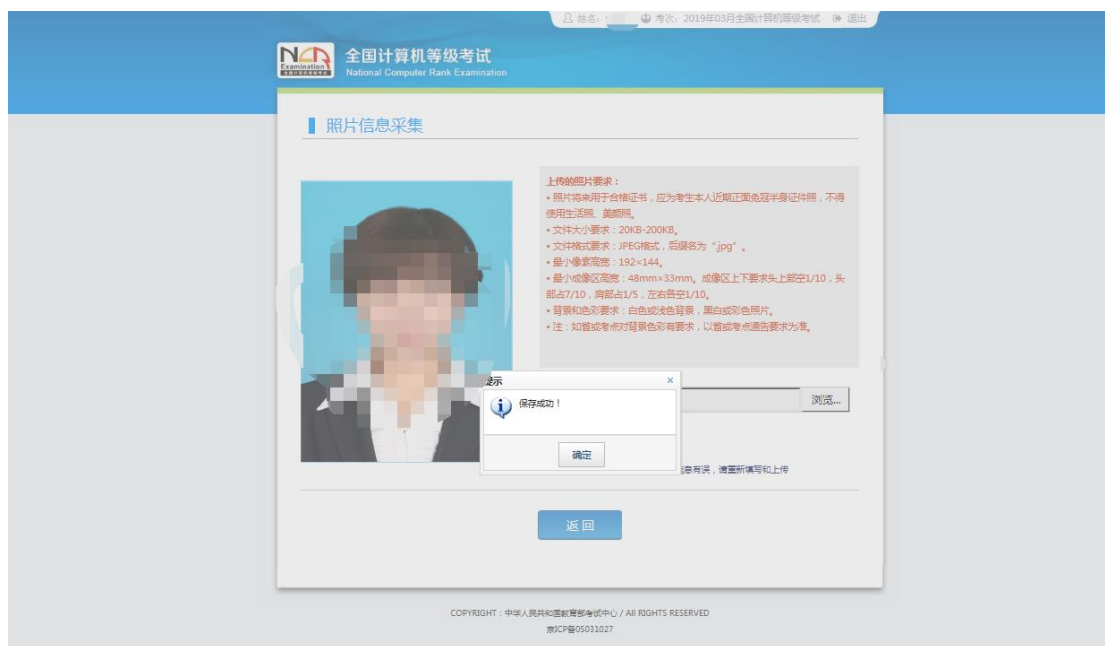 姓名：
考次：2019年03月全国计算机等级考试
退出
NCR
Examination
全国计算机等级考试
全国计算机等级考试
National Computer Rank Examination
照片信息采集
上传的照片要求：
• 照片将来用于合格证书，应为考生本人近期正面免冠半身证件照，不得
使用生活照、美颜照。
• 文件大小要求：20KB-200KB。
• 文件格式要求：JPEG格式，后缀名为“.jpg”。
• 最小像素高宽：192×144。
• 最小成像区高宽：48mm×33mm。成像区上下要求头上部空1/10，头
部占7/10，肩部占1/5，左右各空1/10。
• 背景和色彩要求：白色或浅色背景，黑白或彩色照片。
• 注：如省或考点对背景色彩有要求，以省或考点通告要求为准。
提示
×
保存成功！
确定
浏览...
信息有误，请重新填写和上传
返回
COPYRIGHT：中华人民共和国教育部考试中心 / All RIGHTS RESERVED
京ICP备05031027